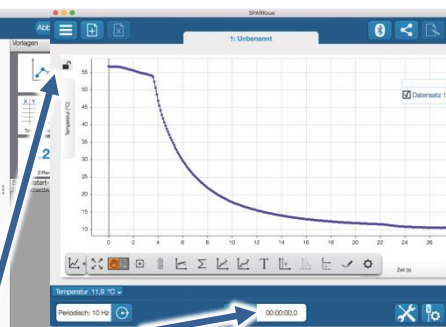 SPARKvue
Abb
1: Unbenannt
Vorlagen
Temperatur (°C)
55
50
45
40
35
30
25
20
15
10
0 2 4 6 8 10 12 14 16 18 20 22 24 26
Datensatz 1
X Y
.2
Σ
T
Zeit (s)
Temperatur 11,9 °C
Periodisch: 10 Hz
00:00:00,0